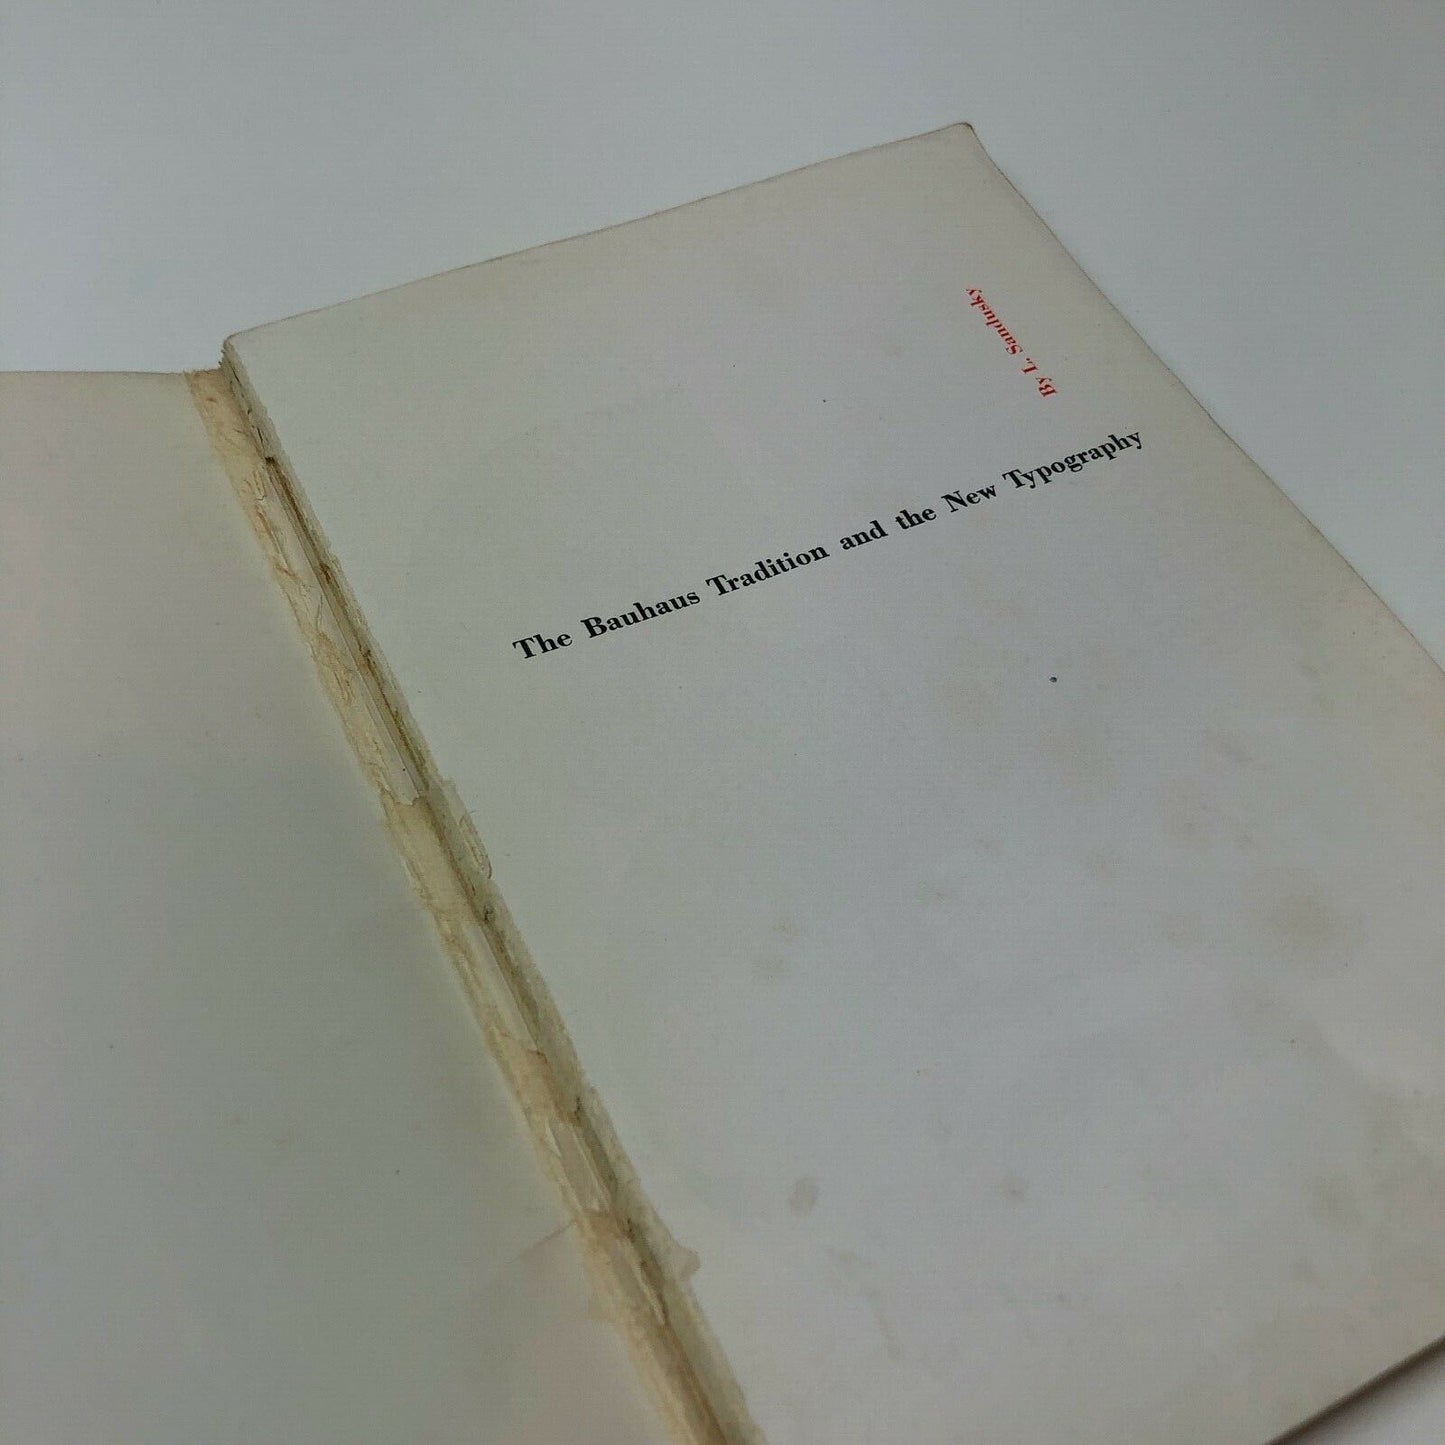 The Bauhaus Tradition and the New Typography
By L. Sandusky